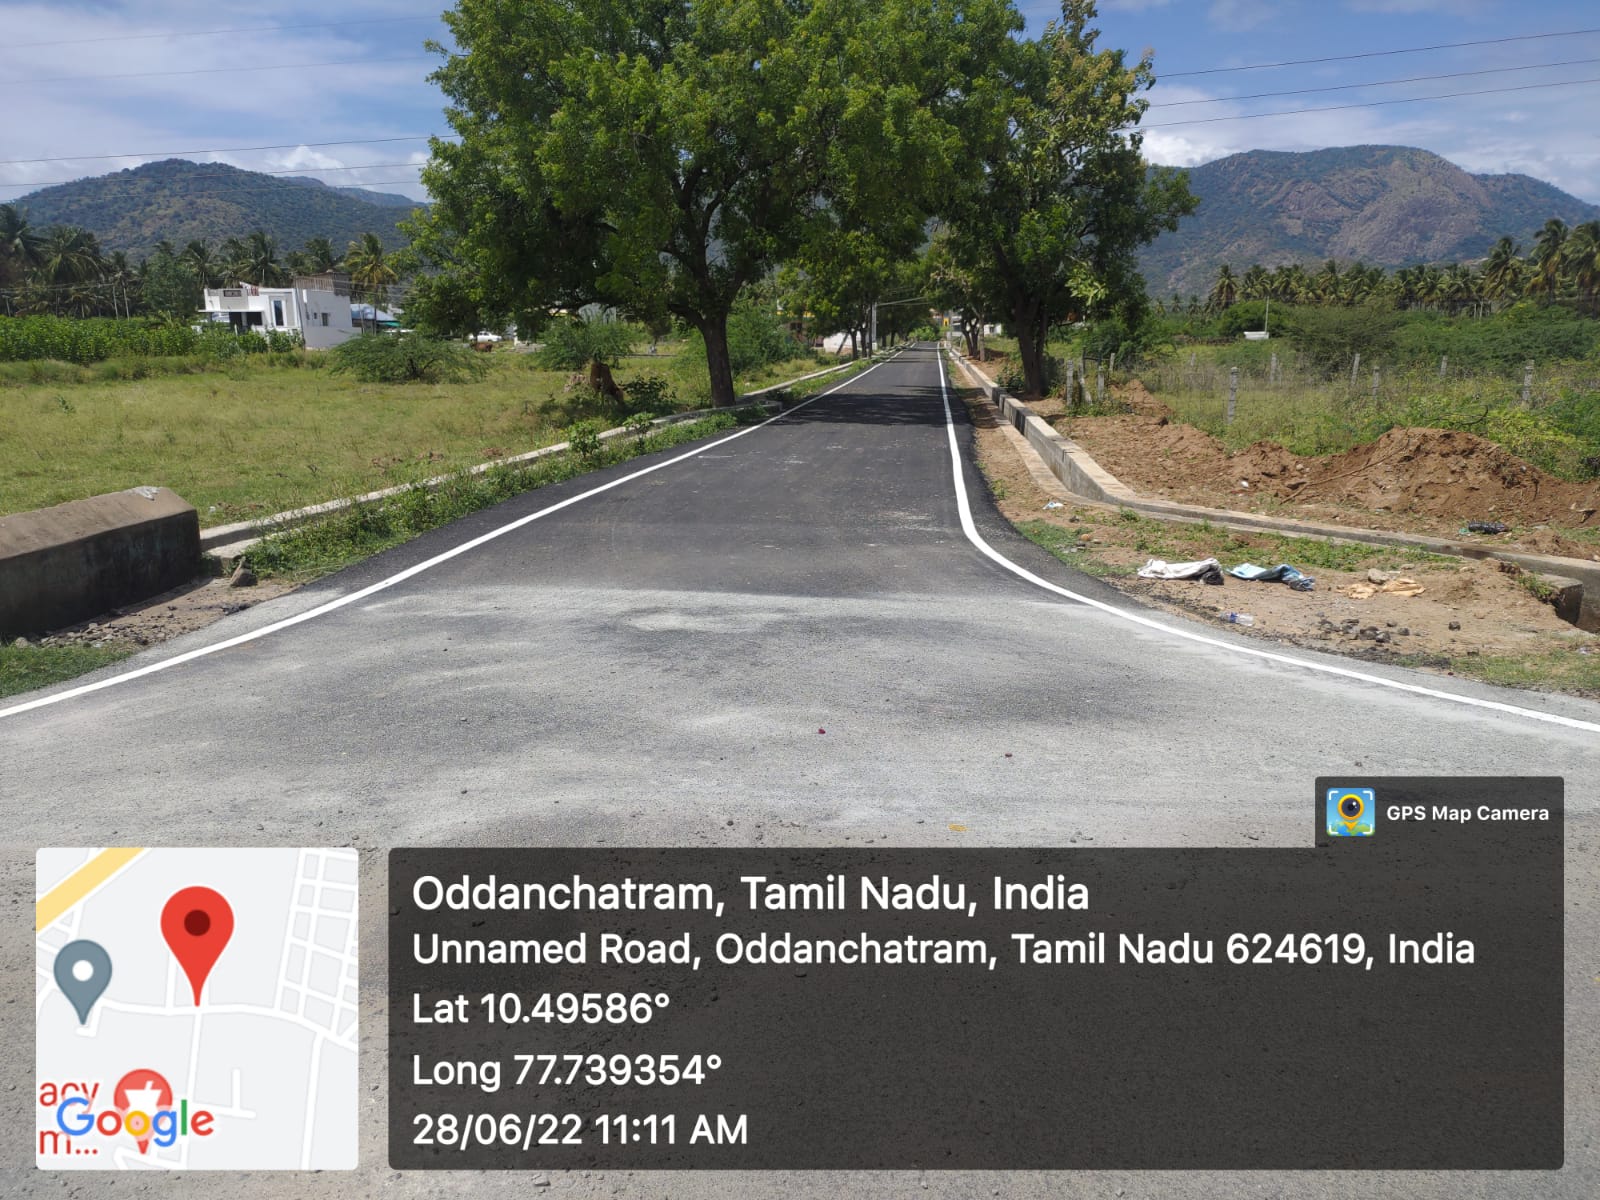 GPS Map Camera
Oddanchatram, Tamil Nadu, India
Unnamed Road, Oddanchatram, Tamil Nadu 624619, India
Lat 10.49586°
Long 77.739354°
28/06/22 11:11 AM
acy
Google
m...